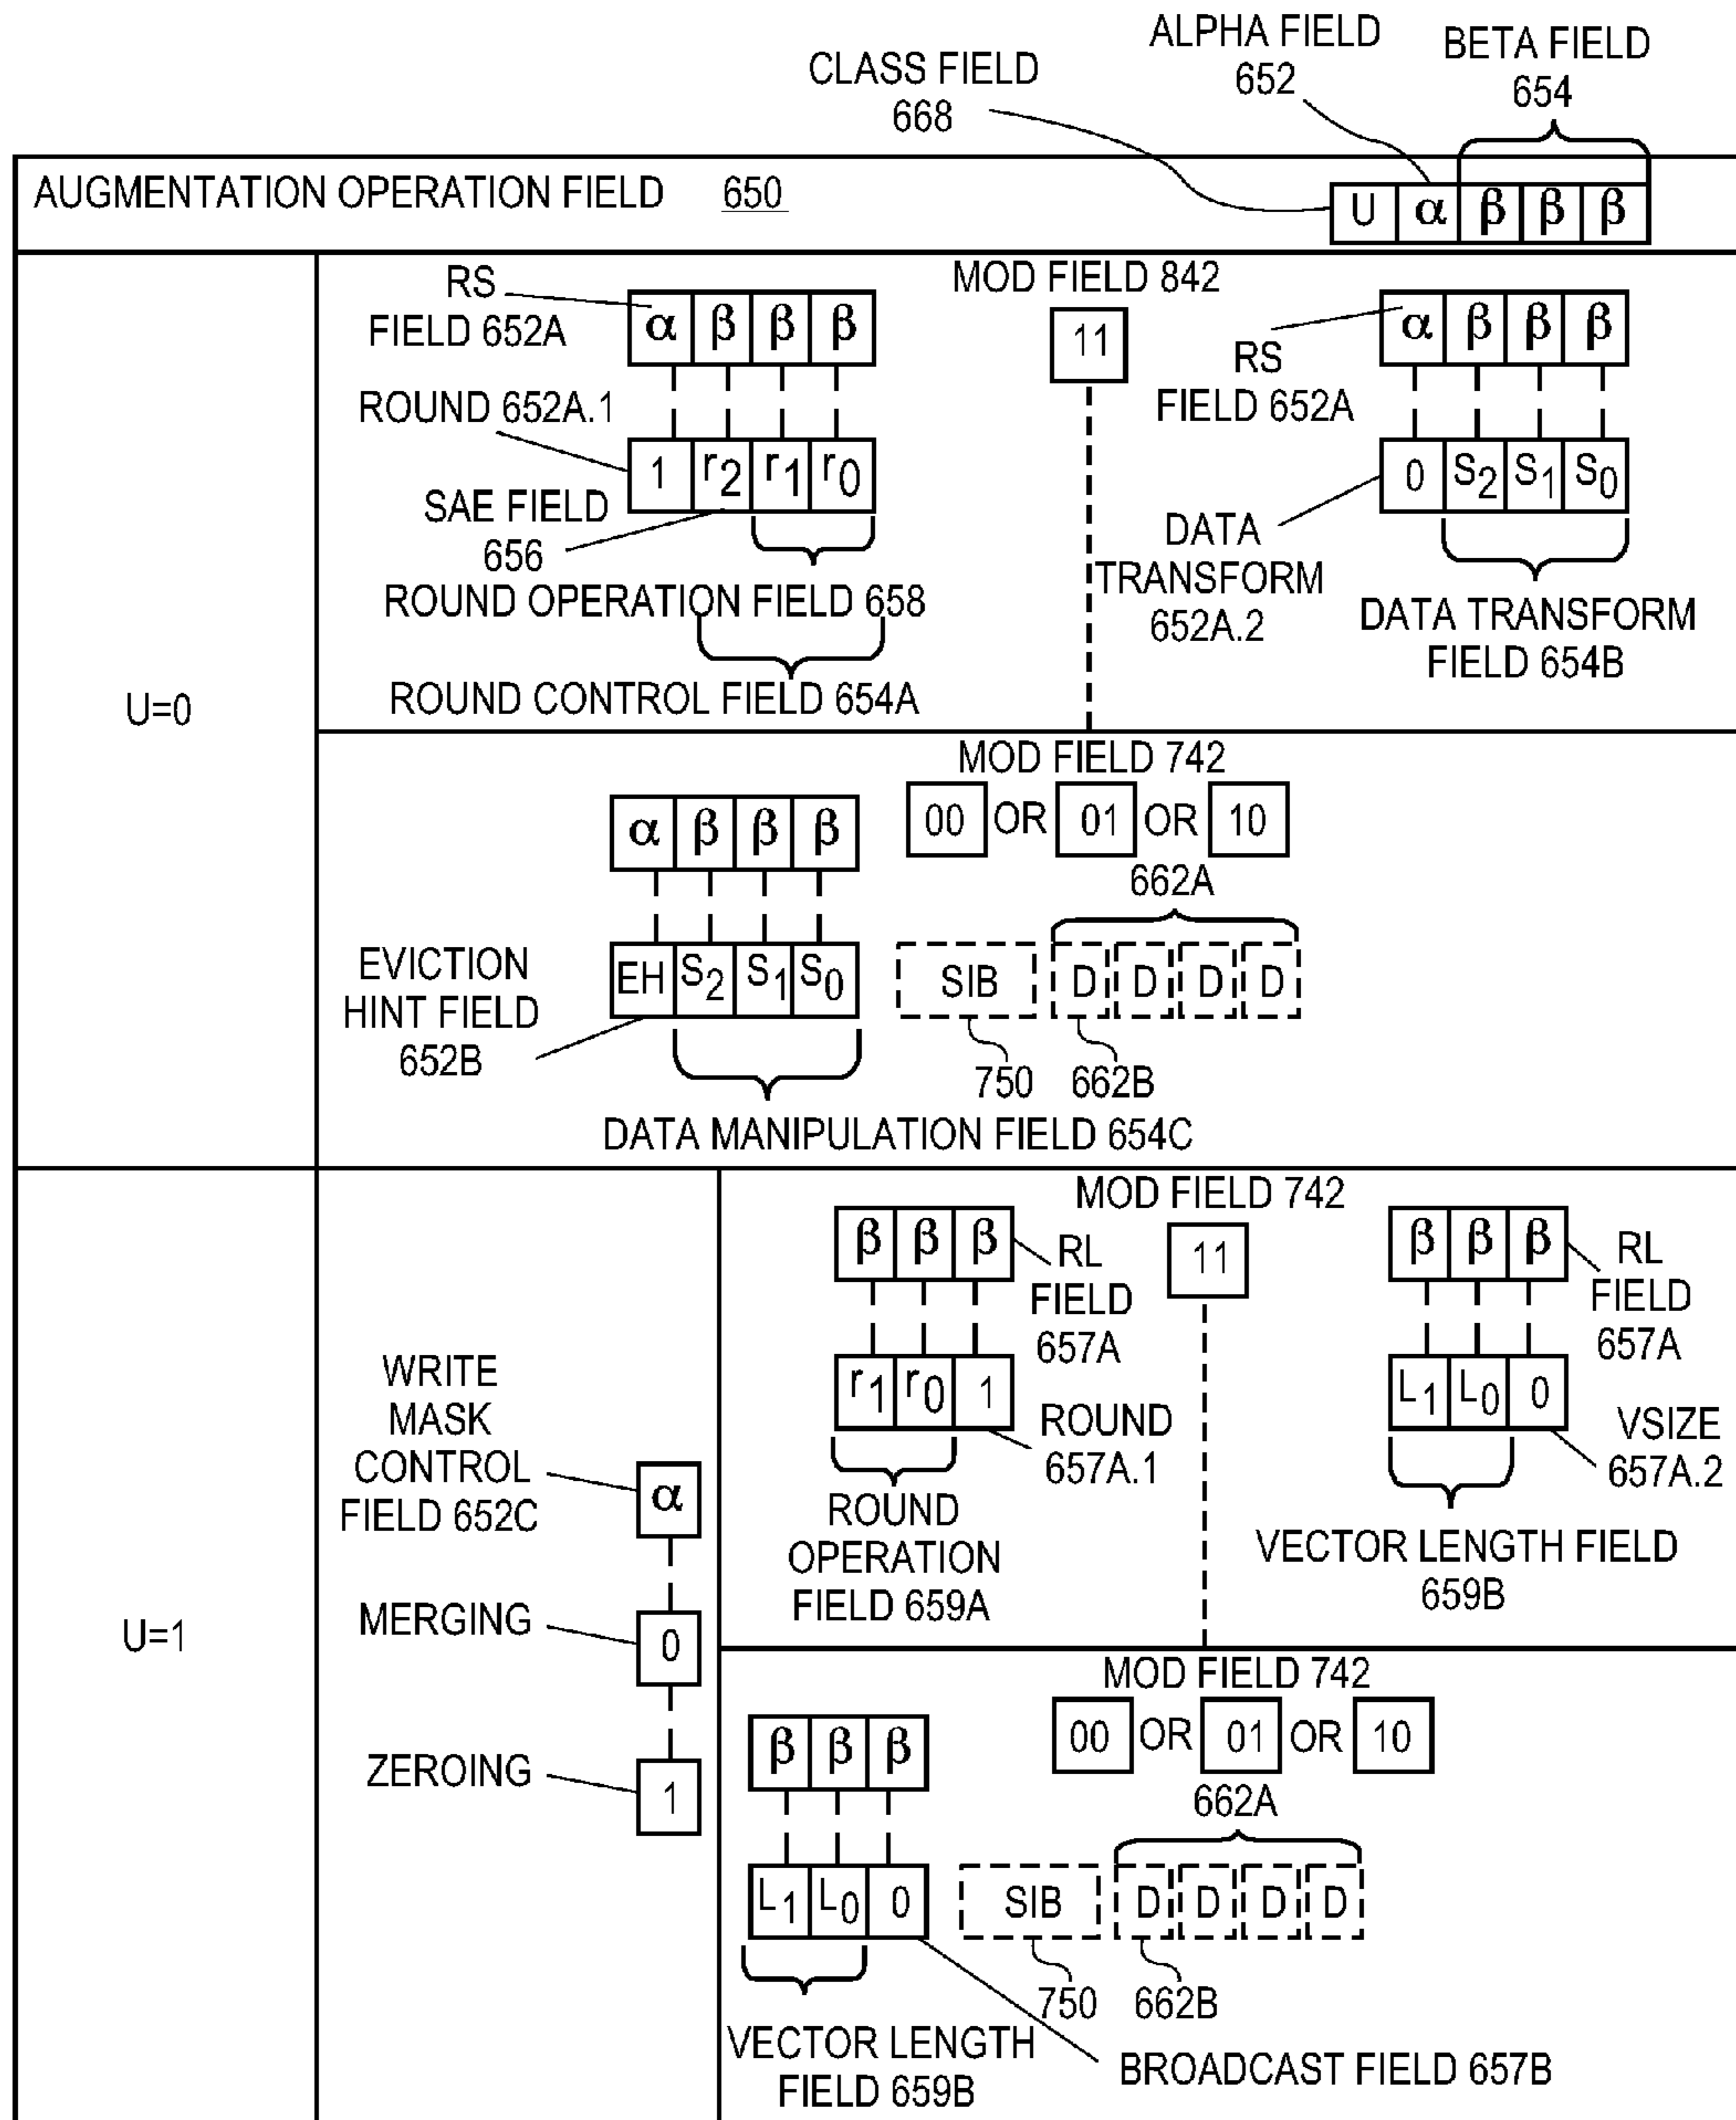 CLASS FIELD
668
ALPHA FIELD
652
BETA FIELD
654
AUGMENTATION OPERATION FIELD 650
U α β β β
U=0
RS
FIELD 652A
α β β β
ROUND 652A.1
1 r2 r1 r0
SAE FIELD
656
ROUND OPERATION FIELD 658
ROUND CONTROL FIELD 654A
MOD FIELD 842
11
α β β β
RS
FIELD 652A
0 S2 S1 S0
DATA
TRANSFORM
652A.2
DATA TRANSFORM
FIELD 654B
MOD FIELD 742
00 OR 01 OR 10
α β β β
662A
EVICTION
HINT FIELD
652B
EH S2 S1 S0
SIB D D D D
750 662B
DATA MANIPULATION FIELD 654C
U=1
WRITE
MASK
CONTROL
FIELD 652C
α
MERGING
0
ZEROING
1
MOD FIELD 742
11
β β β
RL
FIELD
657A
r1 r0 1
ROUND
657A.1
ROUND
OPERATION
FIELD 659A
β β β
RL
FIELD
657A
L1 L0 0
VSIZE
657A.2
VECTOR LENGTH FIELD
659B
MOD FIELD 742
00 OR 01 OR 10
β β β
662A
L1 L0 0
SIB D D D D
750 662B
VECTOR LENGTH
FIELD 659B
BROADCAST FIELD 657B